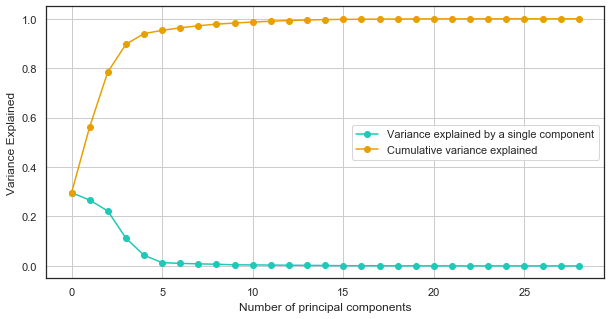 1.0
0.8
0.6
0.4
0.2
0.0
Variance Explained
Variance explained by a single component
Cumulative variance explained
0 5 10 15 20 25
Number of principal components